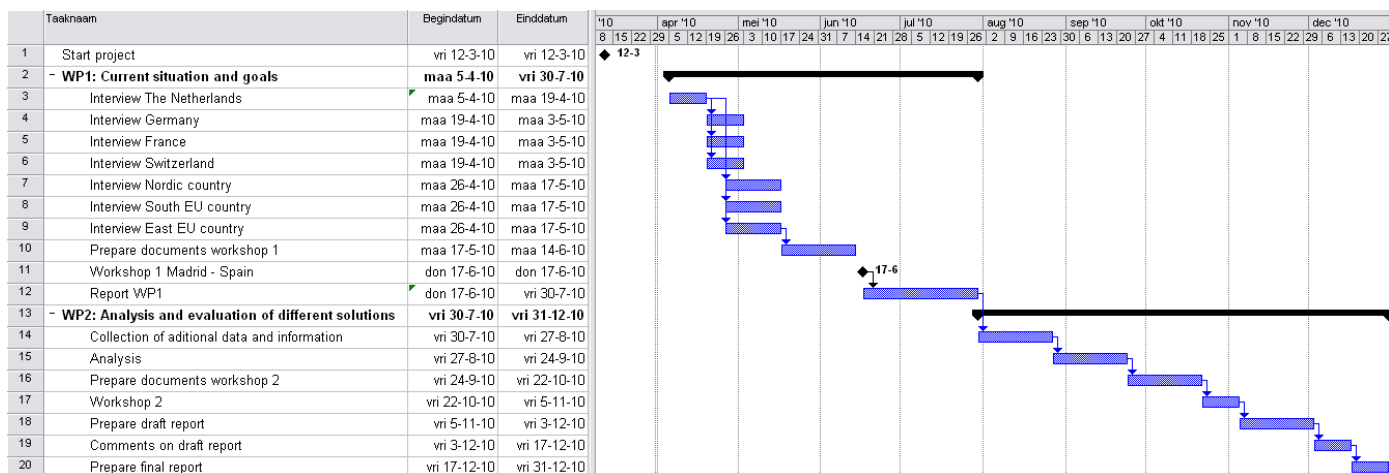 Taaknaam Begindatum Einddatum '10 apr '10 mei '10 jun '10 jul '10 aug '10 sep '10 okt '10 nov '10 dec '10
8 15 22 29 5 12 19 26 3 10 17 24 31 7 14 21 28 5 12 19 26 2 9 16 23 30 6 13 20 27 4 11 18 25 1 8 15 22 29 6 13 20 27
1 Start project vri 12-3-10 vri 12-3-10 12-3
2 - WP1: Current situation and goals maa 5-4-10 vri 30-7-10
3 Interview The Netherlands maa 5-4-10 maa 19-4-10
4 Interview Germany maa 19-4-10 maa 3-5-10
5 Interview France maa 19-4-10 maa 3-5-10
6 Interview Switzerland maa 19-4-10 maa 3-5-10
7 Interview Nordic country maa 26-4-10 maa 17-5-10
8 Interview South EU country maa 26-4-10 maa 17-5-10
9 Interview East EU country maa 26-4-10 maa 17-5-10
10 Prepare documents workshop 1 maa 17-5-10 maa 14-6-10
11 Workshop 1 Madrid - Spain don 17-6-10 don 17-6-10 17-6
12 Report WP1 don 17-6-10 vri 30-7-10
13 - WP2: Analysis and evaluation of different solutions vri 30-7-10 vri 31-12-10
14 Collection of aditional data and information vri 30-7-10 vri 27-8-10
15 Analysis vri 27-8-10 vri 24-9-10
16 Prepare documents workshop 2 vri 24-9-10 vri 22-10-10
17 Workshop 2 vri 22-10-10 vri 5-11-10
18 Prepare draft report vri 5-11-10 vri 3-12-10
19 Comments on draft report vri 3-12-10 vri 17-12-10
20 Prepare final report vri 17-12-10 vri 31-12-10